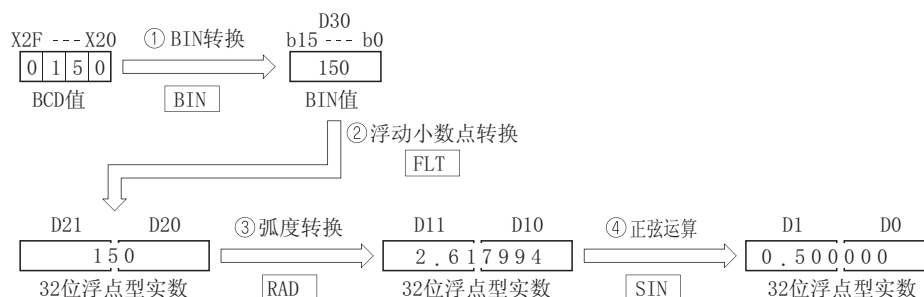 D30
X2F ---X20 ①BIN转换 b15 --- b0
0 1 5 0 150
BCD值 BIN BIN值
②浮动小数点转换
FLT
D21 D20 ③弧度转换 D11 D10 ④正弦运算 D1 D0
150 2.617994 0.500000
32位浮点型实数 RAD 32位浮点型实数 SIN 32位浮点型实数